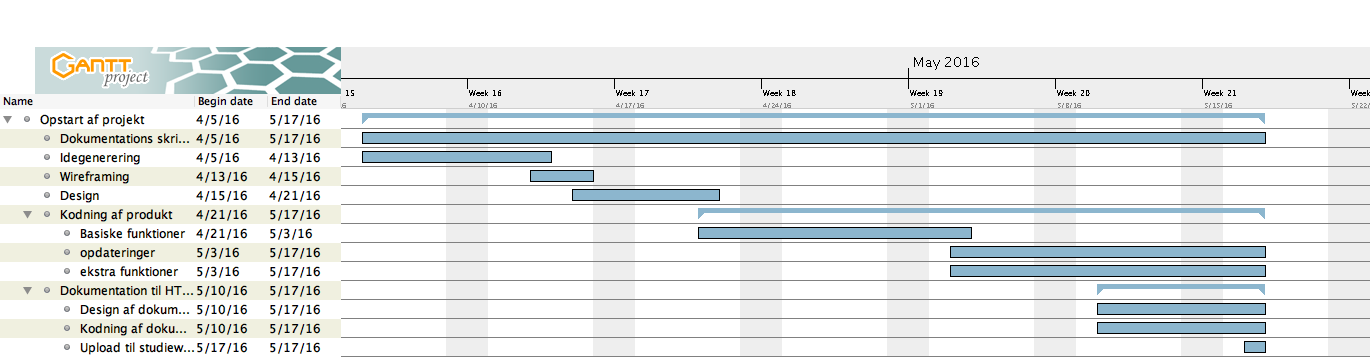 GANTT
project
May 2016
15 Week 16 Week 17 Week 18 Week 19 Week 20 Week 21 Week
Name Begin date End date 6 4/10/16 4/17/16 4/24/16 5/1/16 5/8/16 5/15/16 5/22/
Opstart af projekt 4/5/16 5/17/16
Dokumentations skri... 4/5/16 5/17/16
Idegenerering 4/5/16 4/13/16
Wireframing 4/13/16 4/15/16
Design 4/15/16 4/21/16
Kodning af produkt 4/21/16 5/17/16
Basiske funktioner 4/21/16 5/3/16
opdateringer 5/3/16 5/17/16
ekstra funktioner 5/3/16 5/17/16
Dokumentation til HT... 5/10/16 5/17/16
Design af dokum... 5/10/16 5/17/16
Kodning af doku... 5/10/16 5/17/16
Upload til studiew... 5/17/16 5/17/16